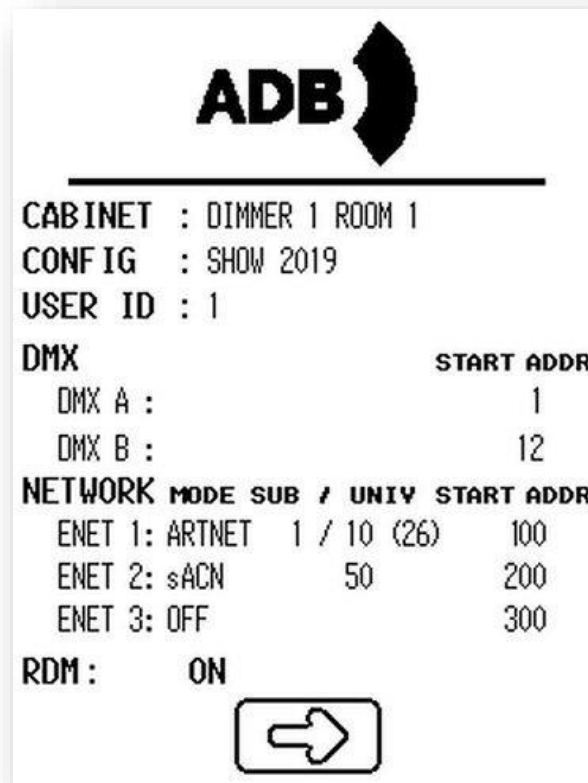 ADB
CABINET : DIMMER 1 ROOM 1
CONFIG : SHOW 2019
USER ID : 1
DMX START ADDR
DMX A : 1
DMX B : 12
NETWORK MODE SUB / UNIV START ADDR
ENET 1: ARTNET 1 / 10 (26) 100
ENET 2: sACN 50 200
ENET 3: OFF 300
RDM: ON